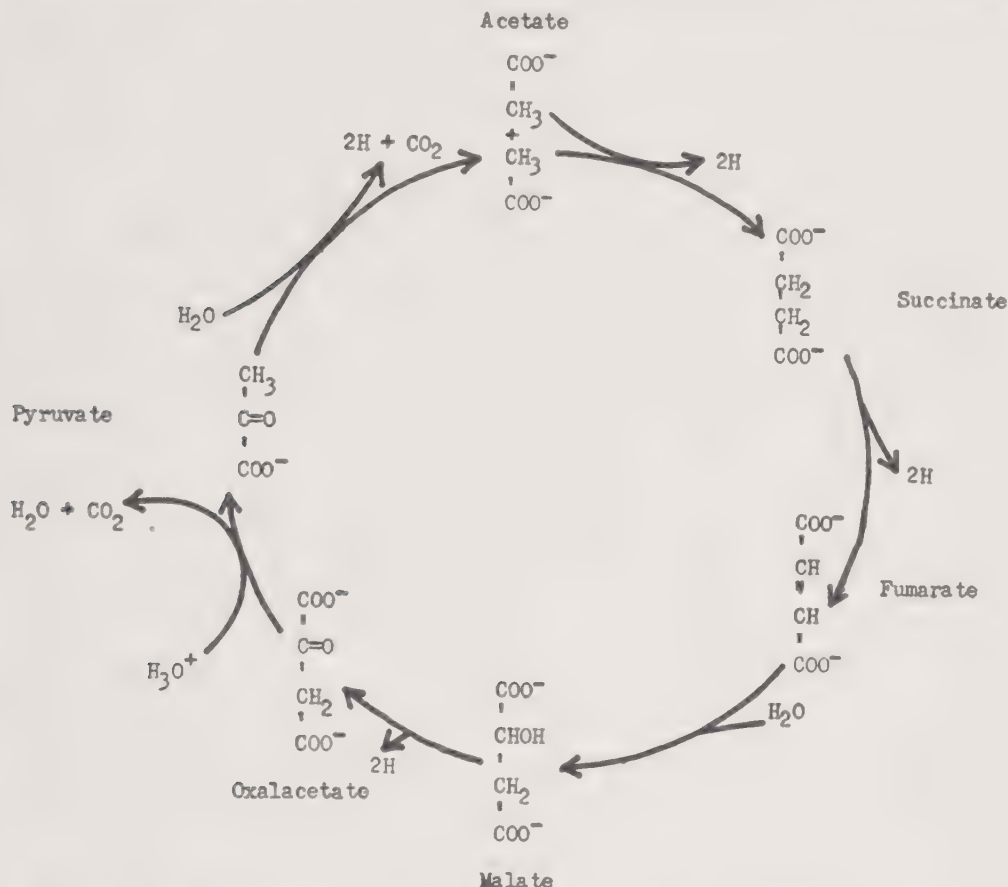 Acetate
COO⁻
CH₃
+
CH₃
COO⁻
2H + CO₂
2H
COO⁻
CH₂
CH₂
COO⁻
Succinate
H₂O
CH₃
C=O
COO⁻
Pyruvate
2H
H₂O + CO₂
COO⁻
CH
CH
COO⁻
Fumarate
H₃O⁺
COO⁻
C=O
CH₂
COO⁻
Oxalacetate
2H
H₂O
COO⁻
CHOH
CH₂
COO⁻
Malate